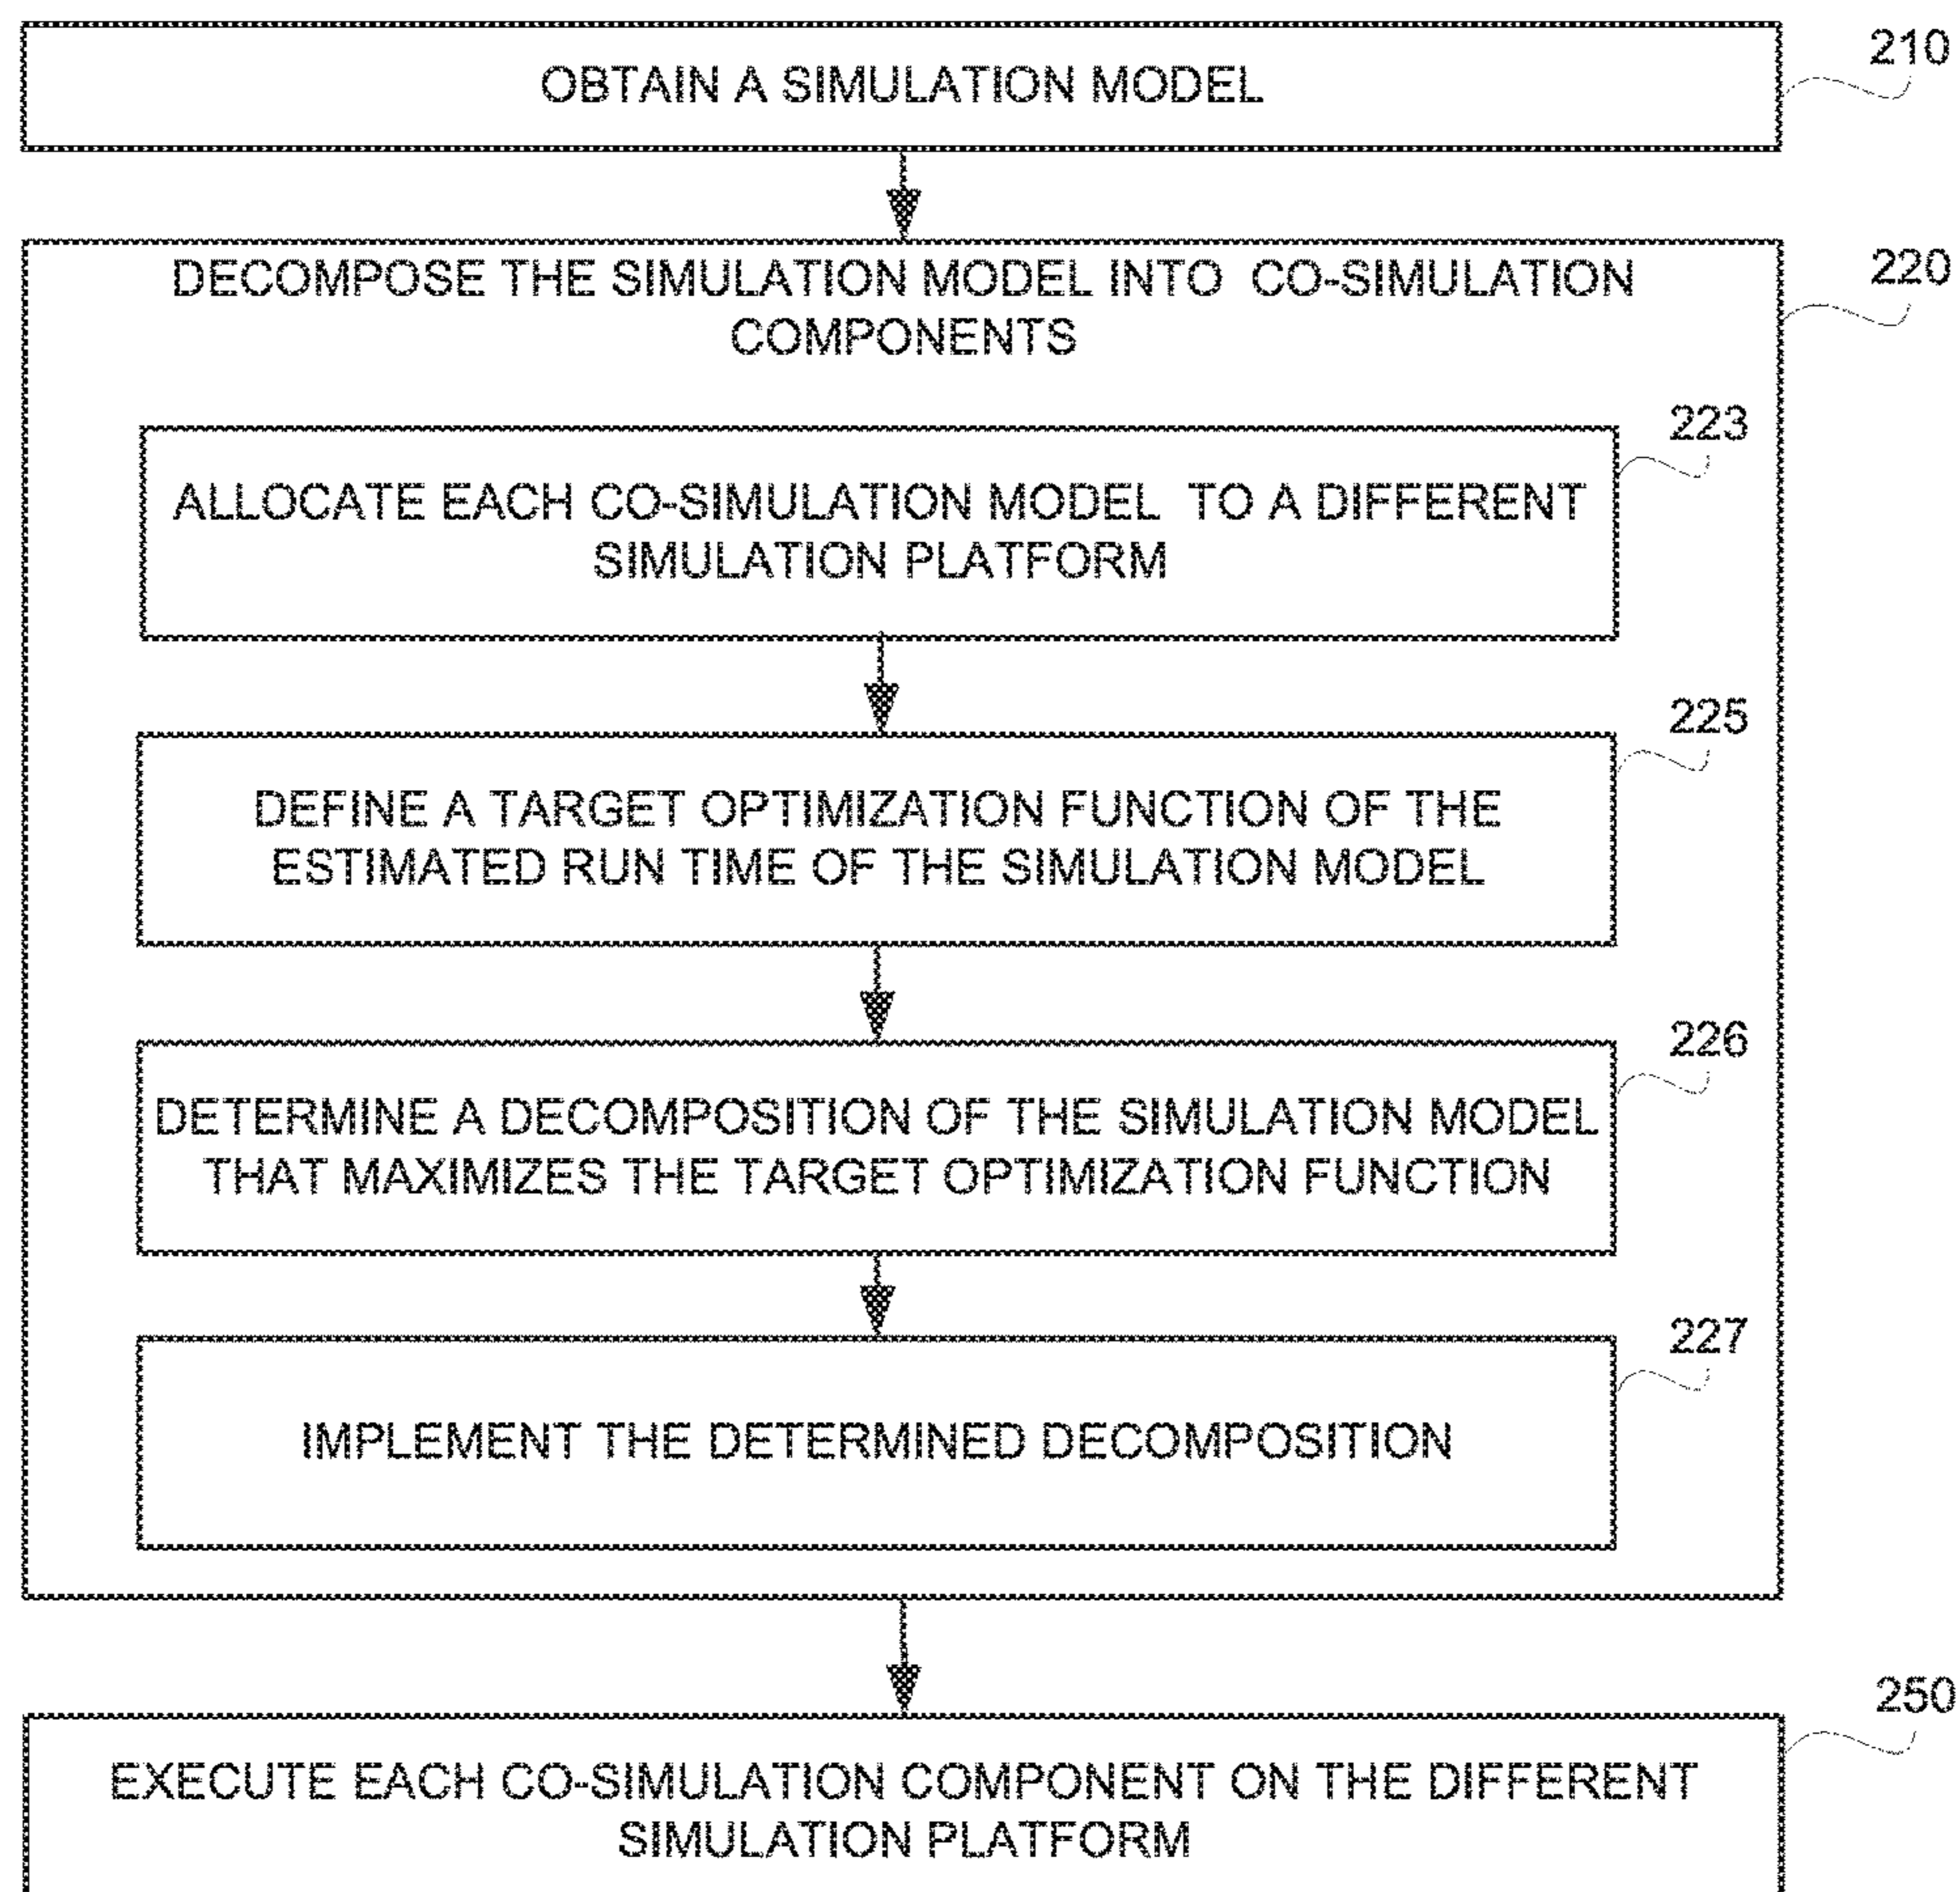 210
OBTAIN A SIMULATION MODEL
220
DECOMPOSE THE SIMULATION MODEL INTO CO-SIMULATION
COMPONENTS
223
ALLOCATE EACH CO-SIMULATION MODEL TO A DIFFERENT
SIMULATION PLATFORM
225
DEFINE A TARGET OPTIMIZATION FUNCTION OF THE
ESTIMATED RUN TIME OF THE SIMULATION MODEL
226
DETERMINE A DECOMPOSITION OF THE SIMULATION MODEL
THAT MAXIMIZES THE TARGET OPTIMIZATION FUNCTION
227
IMPLEMENT THE DETERMINED DECOMPOSITION
250
EXECUTE EACH CO-SIMULATION COMPONENT ON THE DIFFERENT
SIMULATION PLATFORM